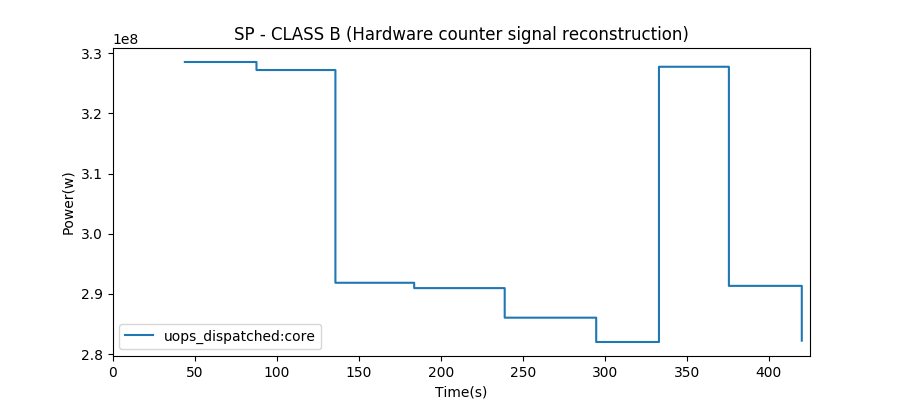 SP - CLASS B (Hardware counter signal reconstruction)
1e8
3.3
3.2
3.1
3.0
2.9
2.8
Power(w)
uops_dispatched:core
0 50 100 150 200 250 300 350 400
Time(s)